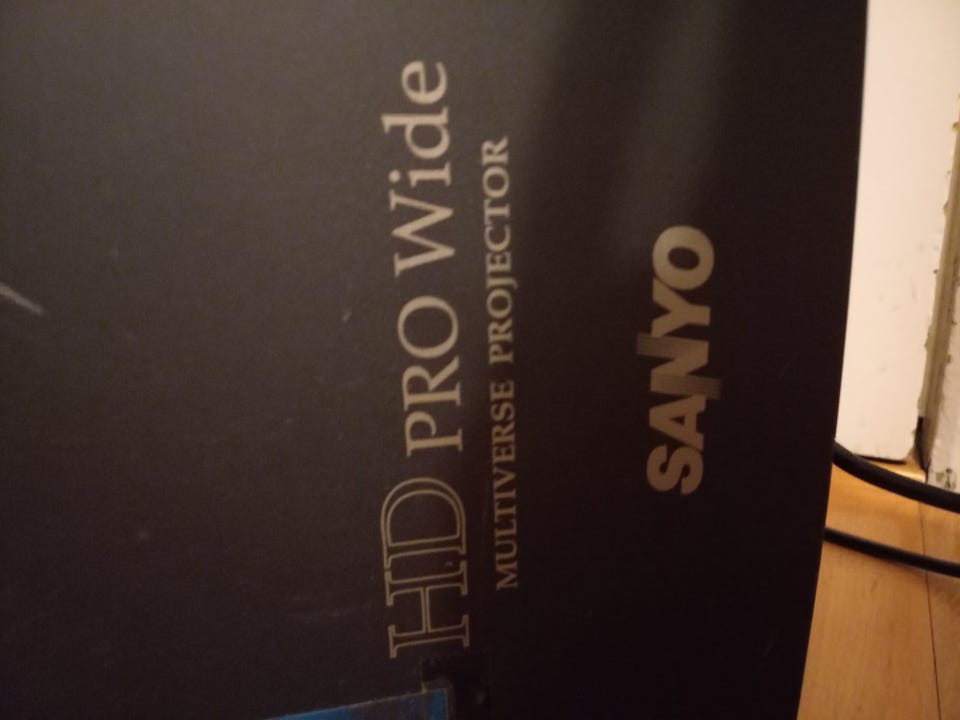 HD PRO Wide
MULTIVERSE PROJECTOR
SANYO